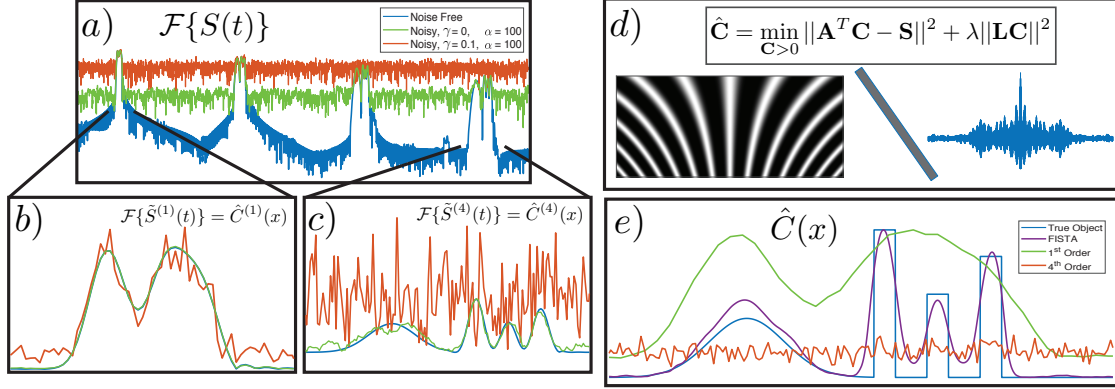 a)
𝓕{S(t)}
Noise Free
Noisy, γ = 0, α = 100
Noisy, γ = 0.1, α = 100
b)
𝓕{S̃⁽¹⁾(t)} = Ĉ⁽¹⁾(x)
c)
𝓕{S̃⁽⁴⁾(t)} = Ĉ⁽⁴⁾(x)
d)
Ĉ = min C>0 ||AᵀC − S||² + λ||LC||²
e)
Ĉ(x)
True Object
FISTA
1ˢᵗ Order
4ᵗʰ Order